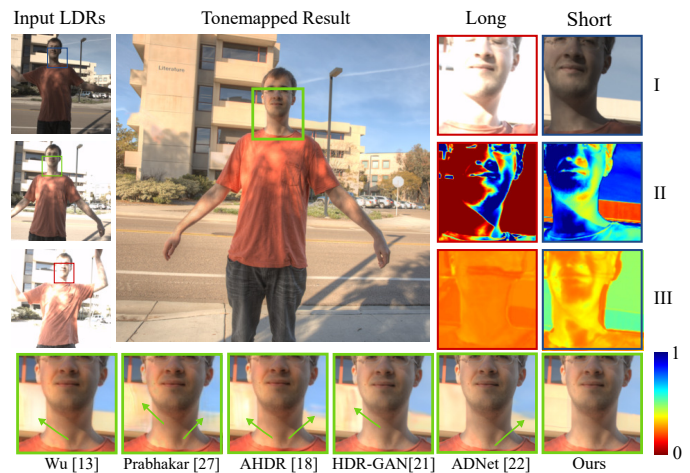 Input LDRs
Tonemapped Result
Long
Short
Literature
I
II
III
1
0
Wu [13]
Prabhakar [27]
AHDR [18]
HDR-GAN[21]
ADNet [22]
Ours